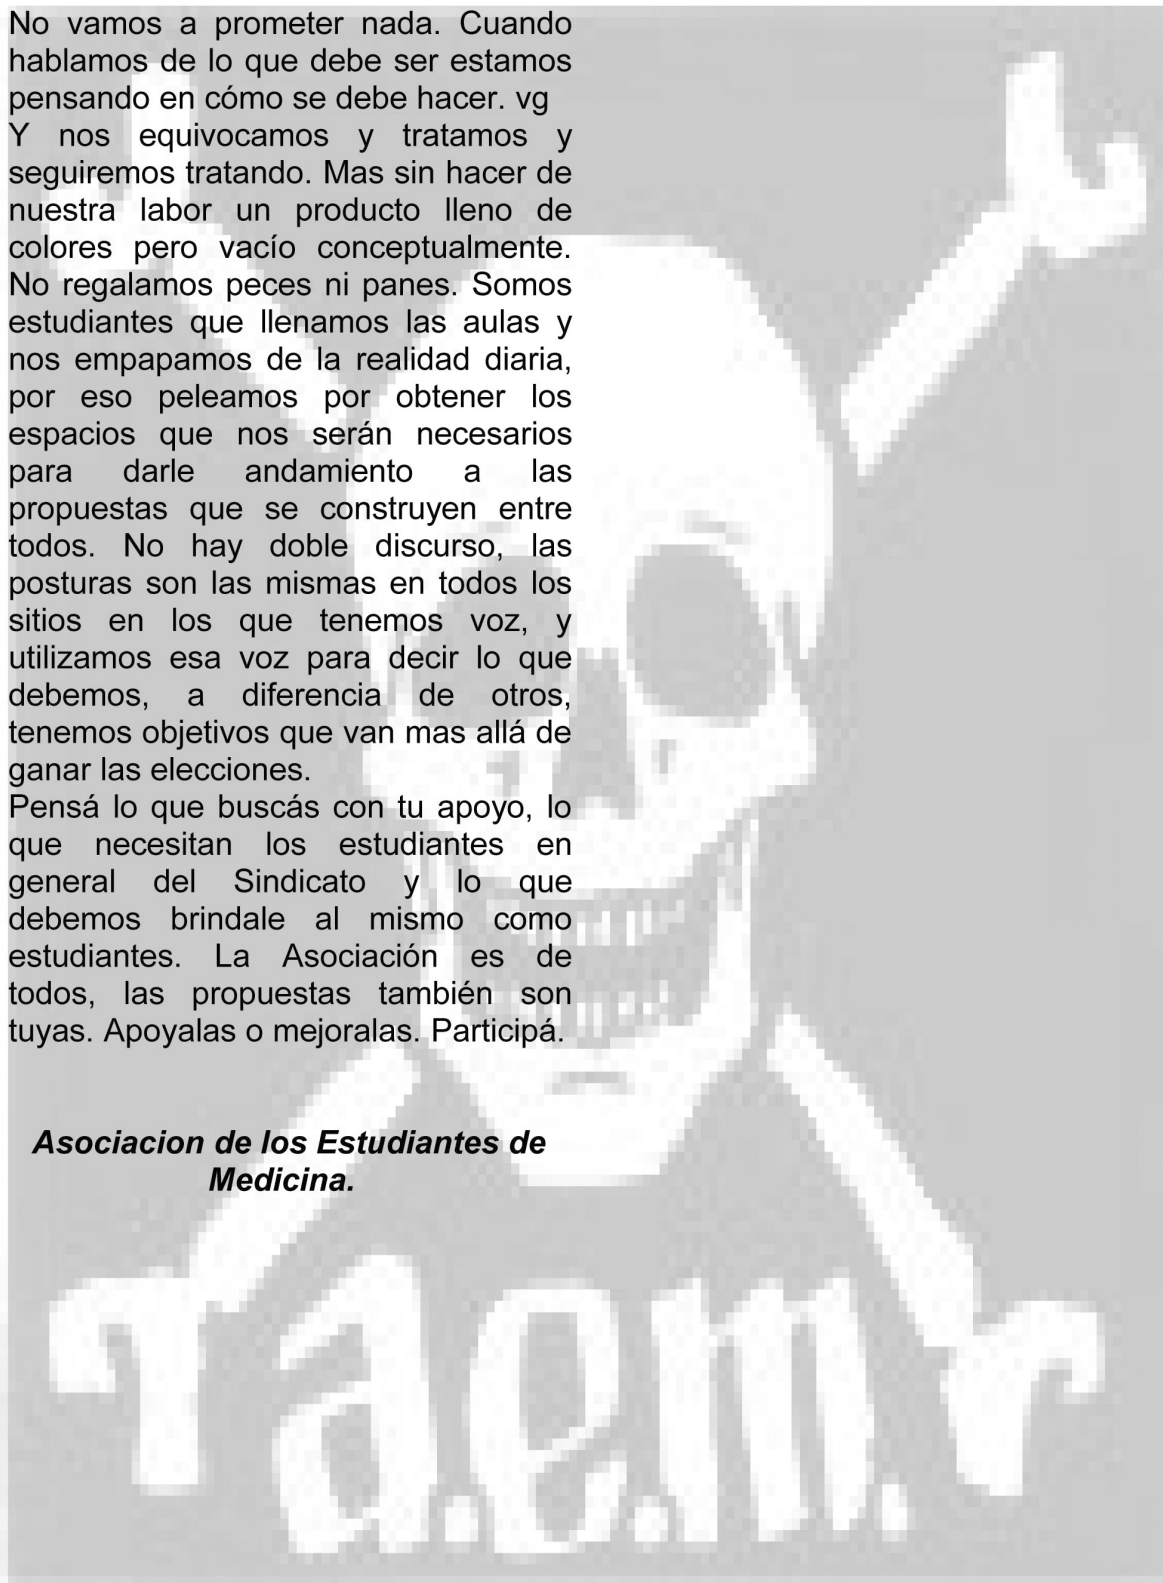 No vamos a prometer nada. Cuando
hablamos de lo que debe ser estamos
pensando en cómo se debe hacer. vg
Y nos equivocamos y tratamos y
seguiremos tratando. Mas sin hacer de
nuestra labor un producto lleno de
colores pero vacío conceptualmente.
No regalamos peces ni panes. Somos
estudiantes que llenamos las aulas y
nos empapamos de la realidad diaria,
por eso peleamos por obtener los
espacios que nos serán necesarios
para darle andamiento a las
propuestas que se construyen entre
todos. No hay doble discurso, las
posturas son las mismas en todos los
sitios en los que tenemos voz, y
utilizamos esa voz para decir lo que
debemos, a diferencia de otros,
tenemos objetivos que van mas allá de
ganar las elecciones.
Pensá lo que buscás con tu apoyo, lo
que necesitan los estudiantes en
general del Sindicato y lo que
debemos brindale al mismo como
estudiantes. La Asociación es de
todos, las propuestas también son
tuyas. Apoyalas o mejoralas. Participá.
Asociacion de los Estudiantes de
Medicina.
a.e.m.